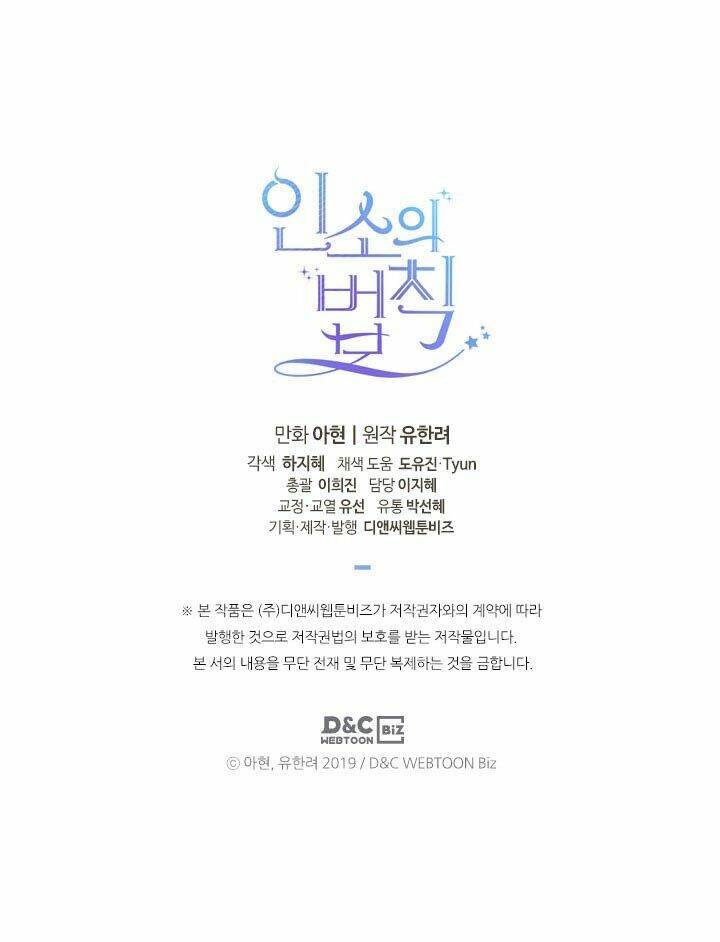 인소의
법칙
만화 아현 | 원작 유한려
각색 하지혜 채색 도움 도유진·Tyun
총괄 이희진 담당 이지혜
교정·교열 유선 유통 박선혜
기획·제작·발행 디앤씨웹툰비즈
※ 본 작품은 (주)디앤씨웹툰비즈가 저작권자와의 계약에 따라
발행한 것으로 저작권법의 보호를 받는 저작물입니다.
본 서의 내용을 무단 전재 및 무단 복제하는 것을 금합니다.
D&C BiZ
WEBTOON
ⓒ 아현, 유한려 2019 / D&C WEBTOON Biz